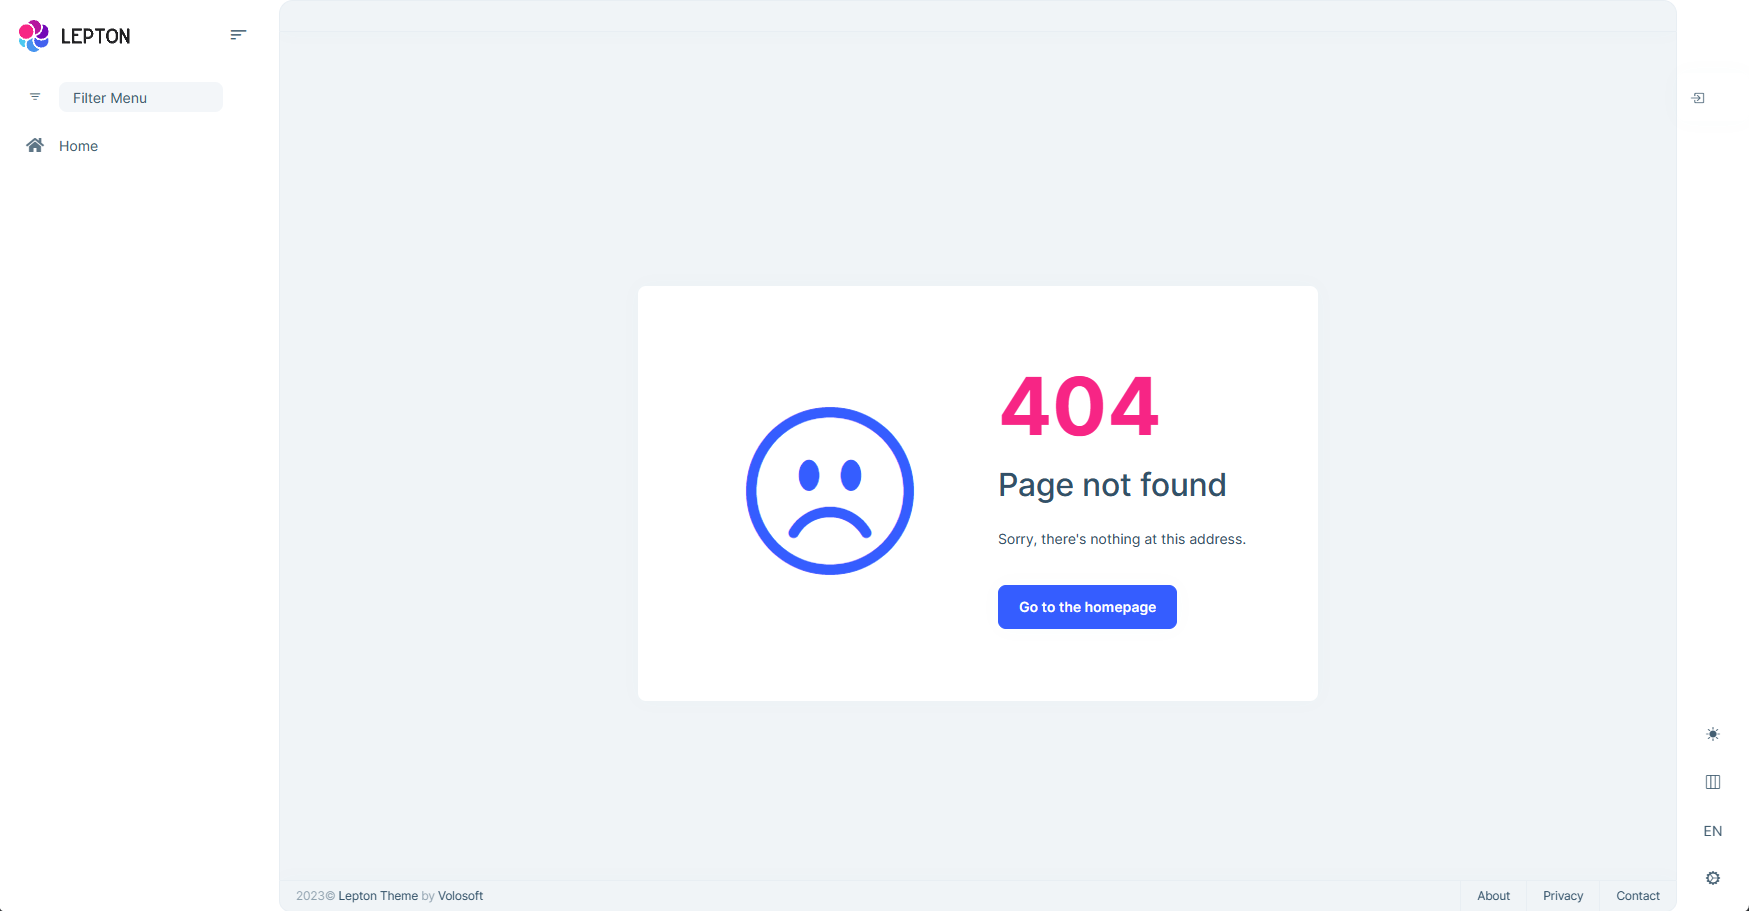 LEPTON
Filter Menu
Home
404
Page not found
Sorry, there's nothing at this address.
Go to the homepage
EN
2023© Lepton Theme by Volosoft
About
Privacy
Contact